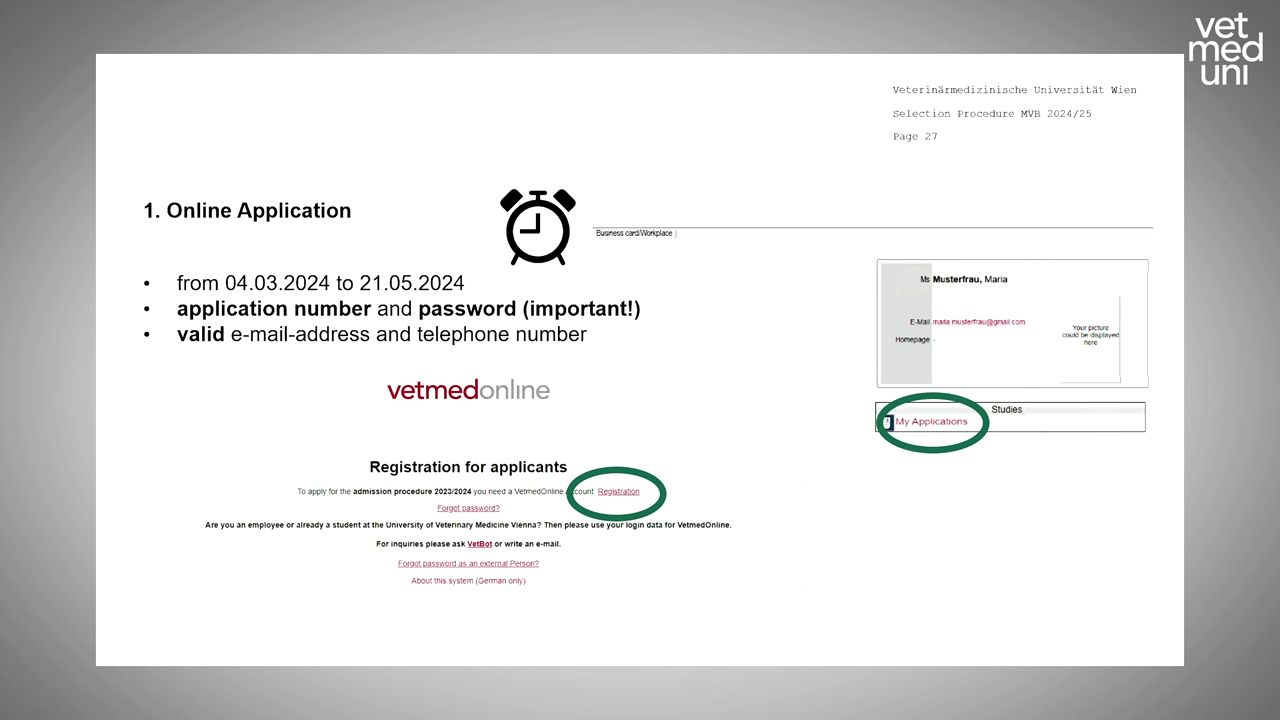 vet
med
uni
Veterinärmedizinische Universität Wien
Selection Procedure MVB 2024/25
Page 27
1. Online Application
• from 04.03.2024 to 21.05.2024
• application number and password (important!)
• valid e-mail-address and telephone number
vetmedonline
Registration for applicants
To apply for the admission procedure 2023/2024 you need a VetmedOnline Account: Registration
Forgot password?
Are you an employee or already a student at the University of Veterinary Medicine Vienna? Then please use your login data for VetmedOnline.
For inquiries please ask VetBot or write an e-mail.
Forgot password as an external Person?
About this system (German only)
Business card/Workplace |
Ms Musterfrau, Maria
E-Mail maria.musterfrau@gmail.com
Homepage -
Your picture
could be displayed
here
Studies
My Applications